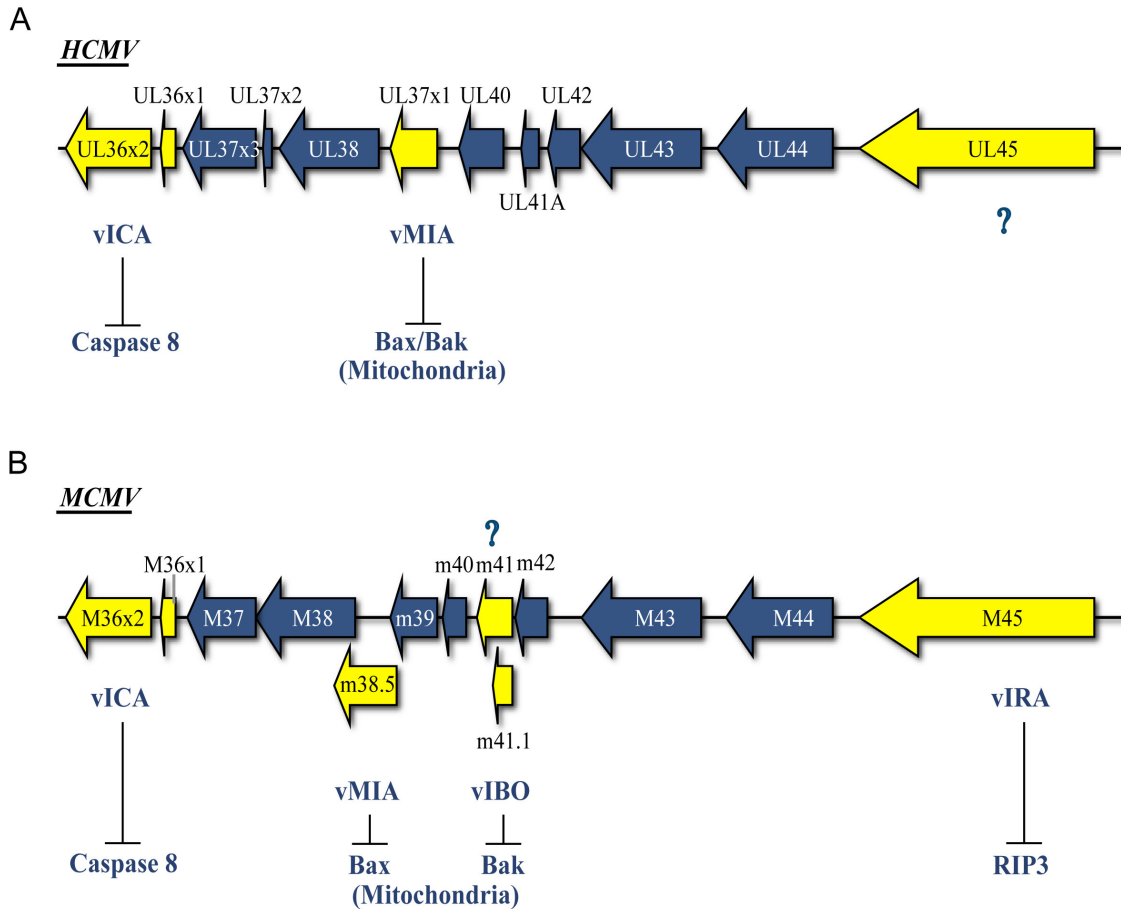 A
HCMV
UL36x1 UL37x2 UL37x1 UL40 UL42
UL36x2 UL37x3 UL38 UL43 UL44 UL45
UL41A
?
vICA vMIA
Caspase 8 Bax/Bak
(Mitochondria)
B
MCMV
?
M36x1 m40 m41 m42
M36x2 M37 M38 m39 M43 M44 M45
m38.5
m41.1
vICA vIRA
vMIA vIBO
Caspase 8 Bax Bak RIP3
(Mitochondria)